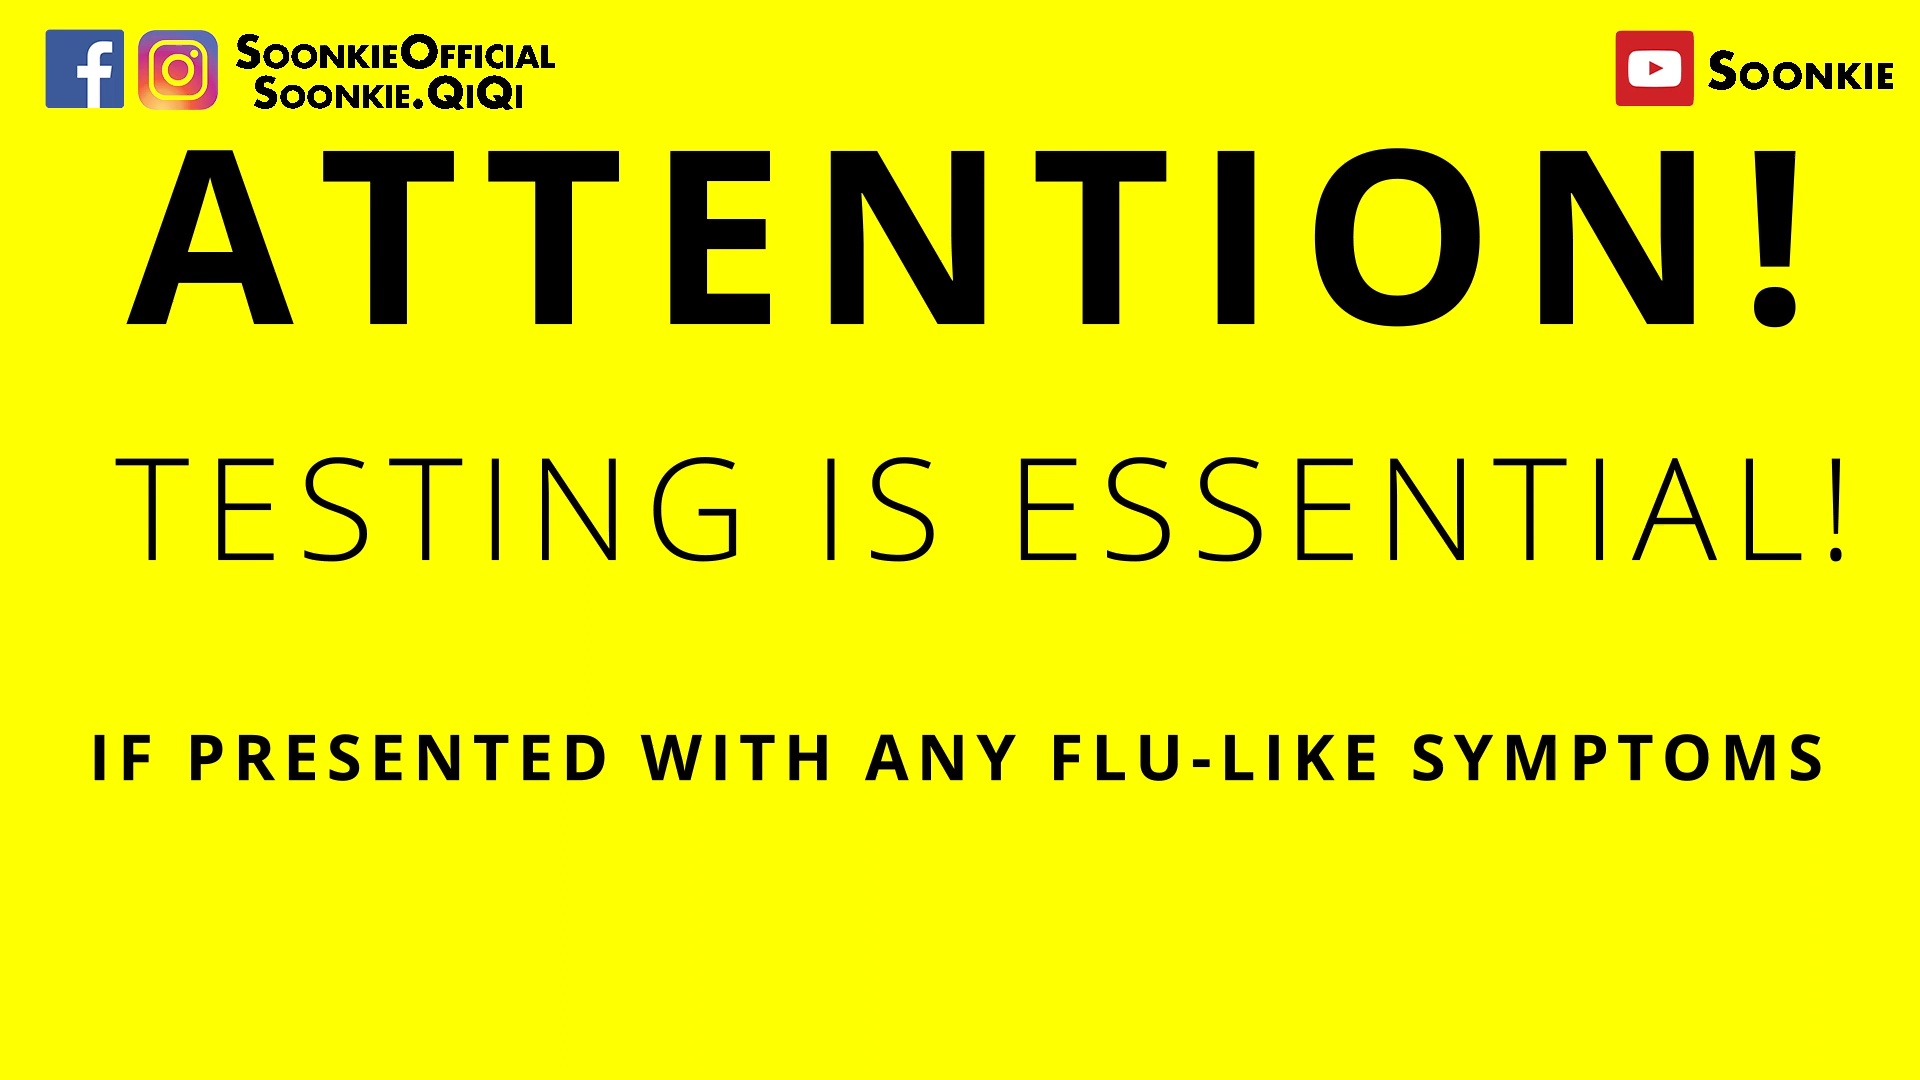 SoonkieOfficial
Soonkie.QiQi
Soonkie
ATTENTION!
TESTING IS ESSENTIAL!
IF PRESENTED WITH ANY FLU-LIKE SYMPTOMS